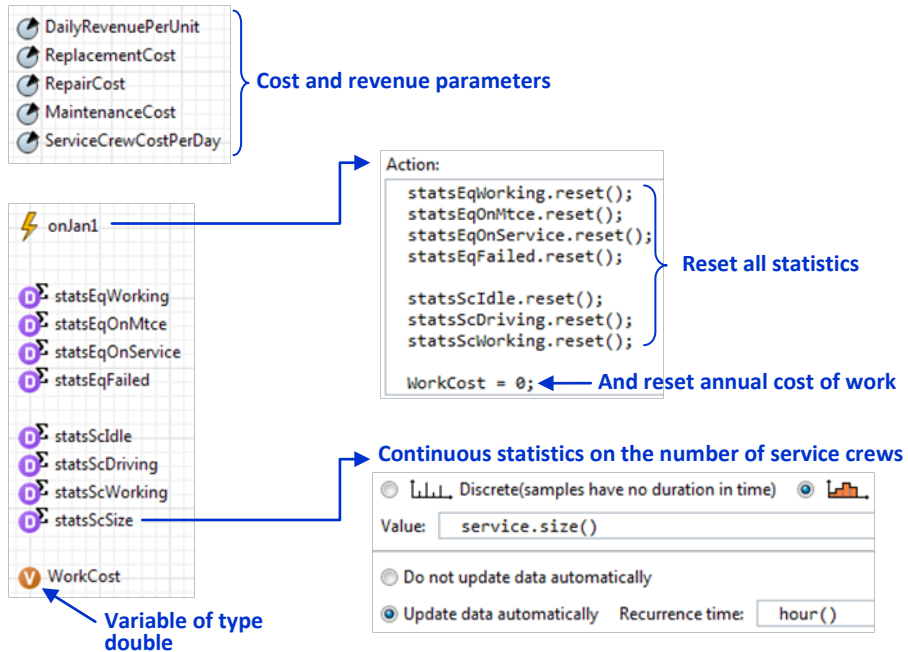 DailyRevenuePerUnit
ReplacementCost
RepairCost
MaintenanceCost
ServiceCrewCostPerDay
Cost and revenue parameters
onJan1
statsEqWorking
statsEqOnMtce
statsEqOnService
statsEqFailed
statsScIdle
statsScDriving
statsScWorking
statsScSize
V WorkCost
Variable of type
double
Action:
statsEqWorking.reset();
statsEqOnMtce.reset();
statsEqOnService.reset();
statsEqFailed.reset();
statsScIdle.reset();
statsScDriving.reset();
statsScWorking.reset();
WorkCost = 0;
Reset all statistics
And reset annual cost of work
Continuous statistics on the number of service crews
Discrete(samples have no duration in time)
Value: service.size()
Do not update data automatically
Update data automatically Recurrence time: hour()